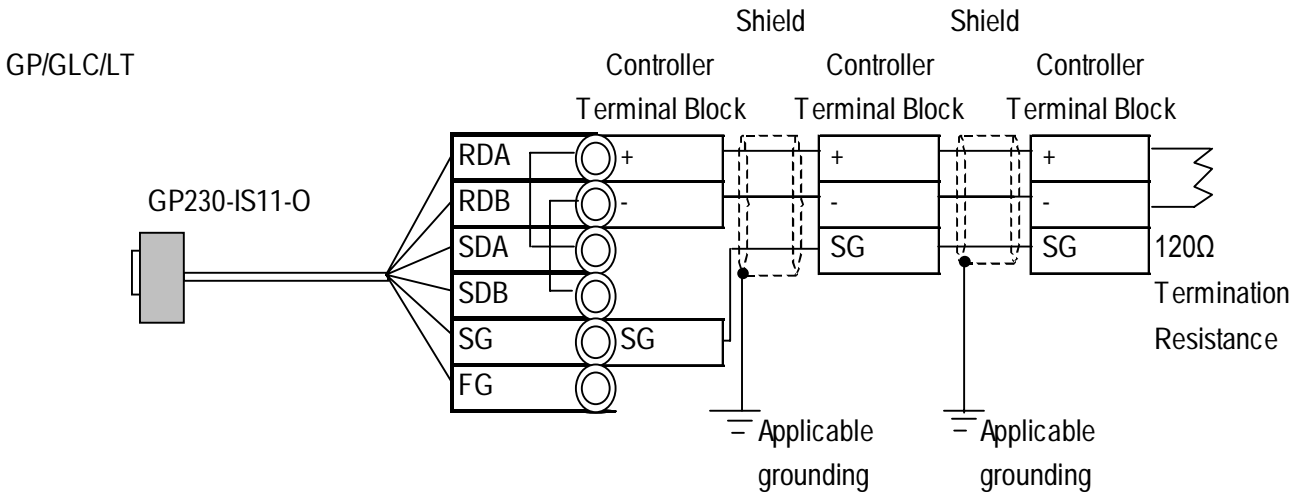 Shield Shield
GP/GLC/LT Controller Controller Controller
Terminal Block Terminal Block Terminal Block
RDA + + +
GP230-IS11-O RDB - - -
SDA SG SG 120Ω
SDB Termination
SG SG Resistance
FG
Applicable Applicable
grounding grounding